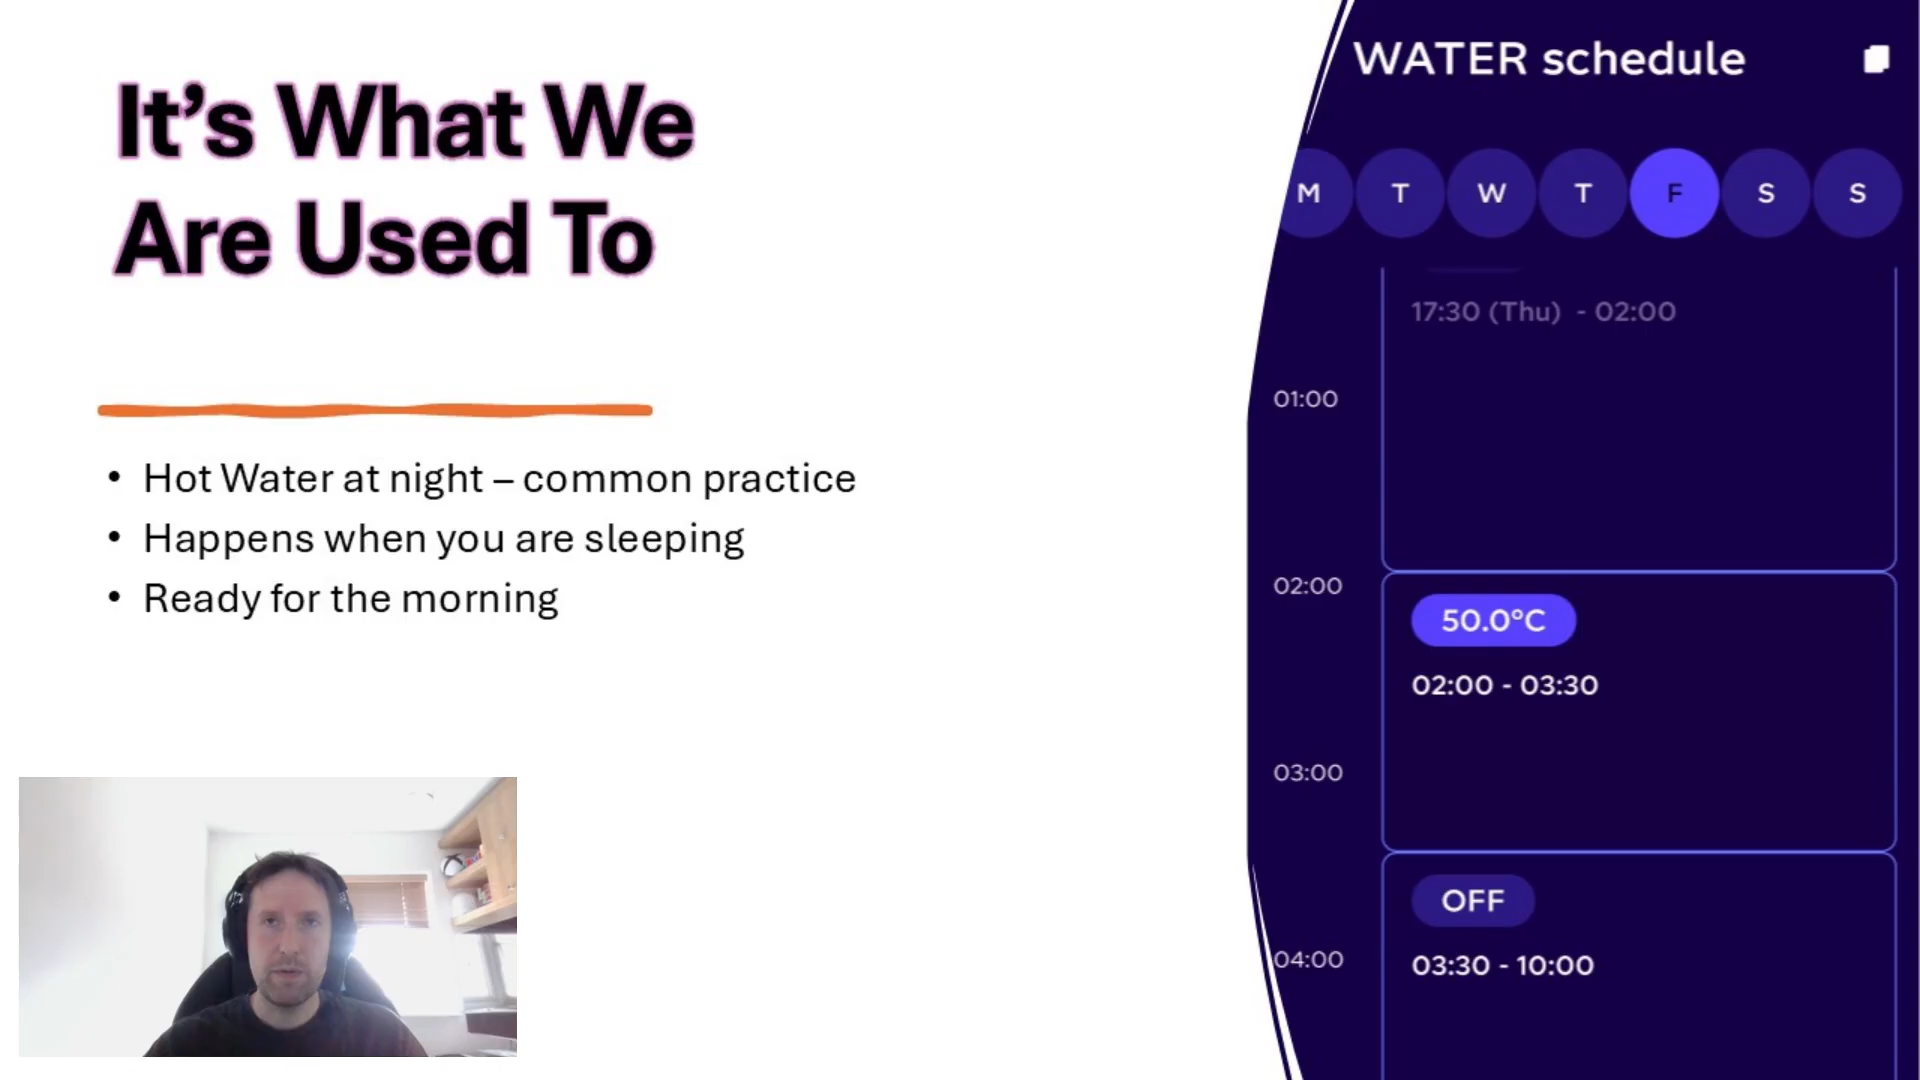 It’s What We
Are Used To
• Hot Water at night – common practice
• Happens when you are sleeping
• Ready for the morning
WATER schedule
M T W T F S S
17:30 (Thu) - 02:00
01:00
02:00
50.0°C
02:00 - 03:30
03:00
OFF
03:30 - 10:00
04:00